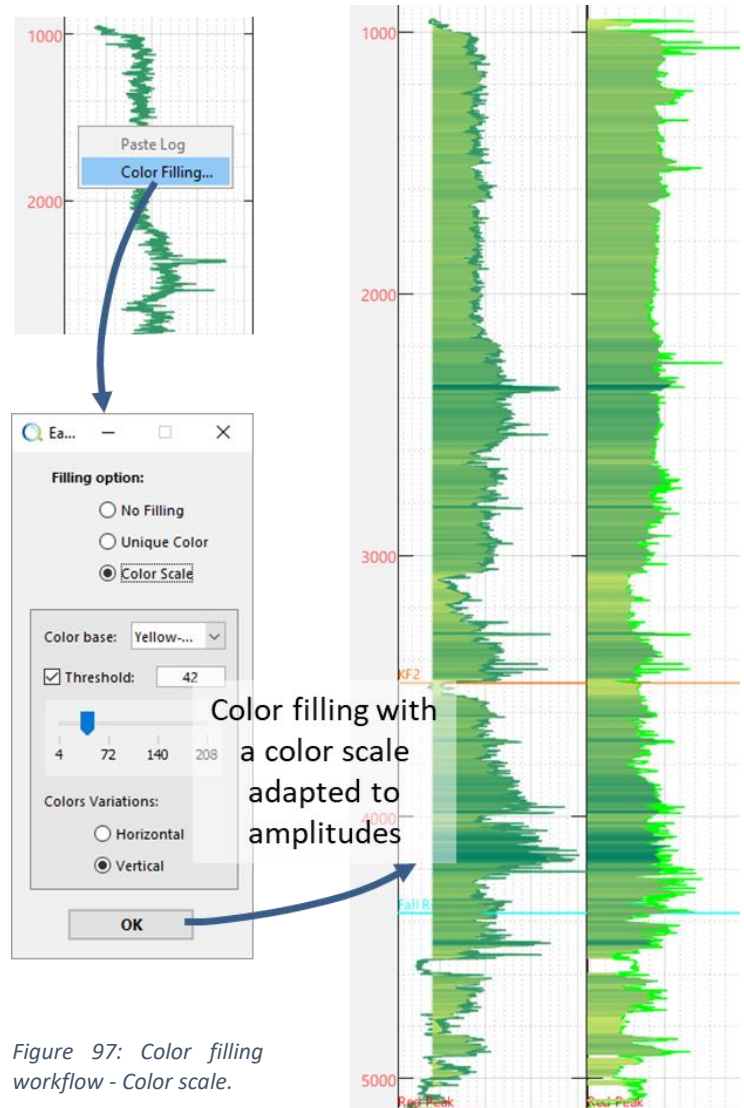 1000
Paste Log
Color Filling...
2000
Ea...
Filling option:
No Filling
Unique Color
Color Scale
Color base: Yellow-...
Threshold: 42
4 72 140 208
Colors Variations:
Horizontal
Vertical
OK
Color filling with
a color scale
adapted to
amplitudes
1000
2000
3000
KF2
4000
Fall R
5000
Red Peak
Red Peak
Figure 97: Color filling
workflow - Color scale.